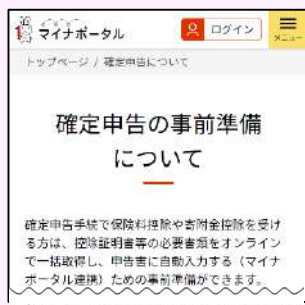 マイナポータル
ログイン
メニュー
トップページ / 確定申告について
確定申告の事前準備
について
確定申告手続で保険料控除や寄附金控除を受け
る方は、控除証明書等の必要書類をオンライン
で一括取得し、申告書に自動入力する（マイナ
ポータル連携）ための事前準備ができます。